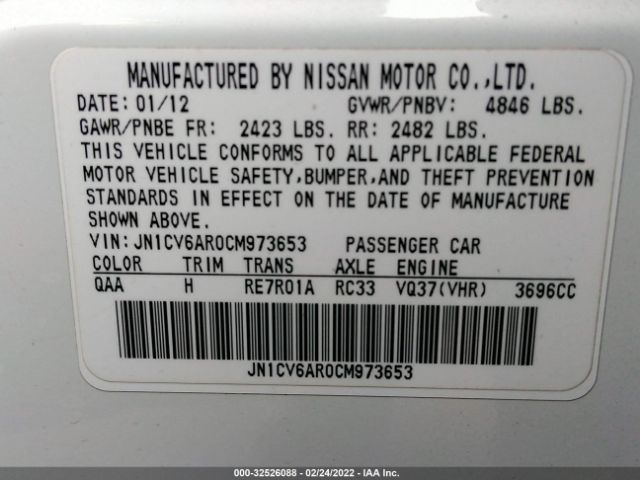 MANUFACTURED BY NISSAN MOTOR CO.,LTD.
DATE: 01/12 GVWR/PNBV: 4846 LBS.
GAWR/PNBE FR: 2423 LBS. RR: 2482 LBS.
THIS VEHICLE CONFORMS TO ALL APPLICABLE FEDERAL
MOTOR VEHICLE SAFETY,BUMPER,AND THEFT PREVENTION
STANDARDS IN EFFECT ON THE DATE OF MANUFACTURE
SHOWN ABOVE.
VIN: JN1CV6AR0CM973653 PASSENGER CAR
COLOR TRIM TRANS AXLE ENGINE
QAA H RE7R01A RC33 VQ37(VHR) 3696CC
JN1CV6AR0CM973653
000-32526088 - 02/24/2022 - IAAI.COM